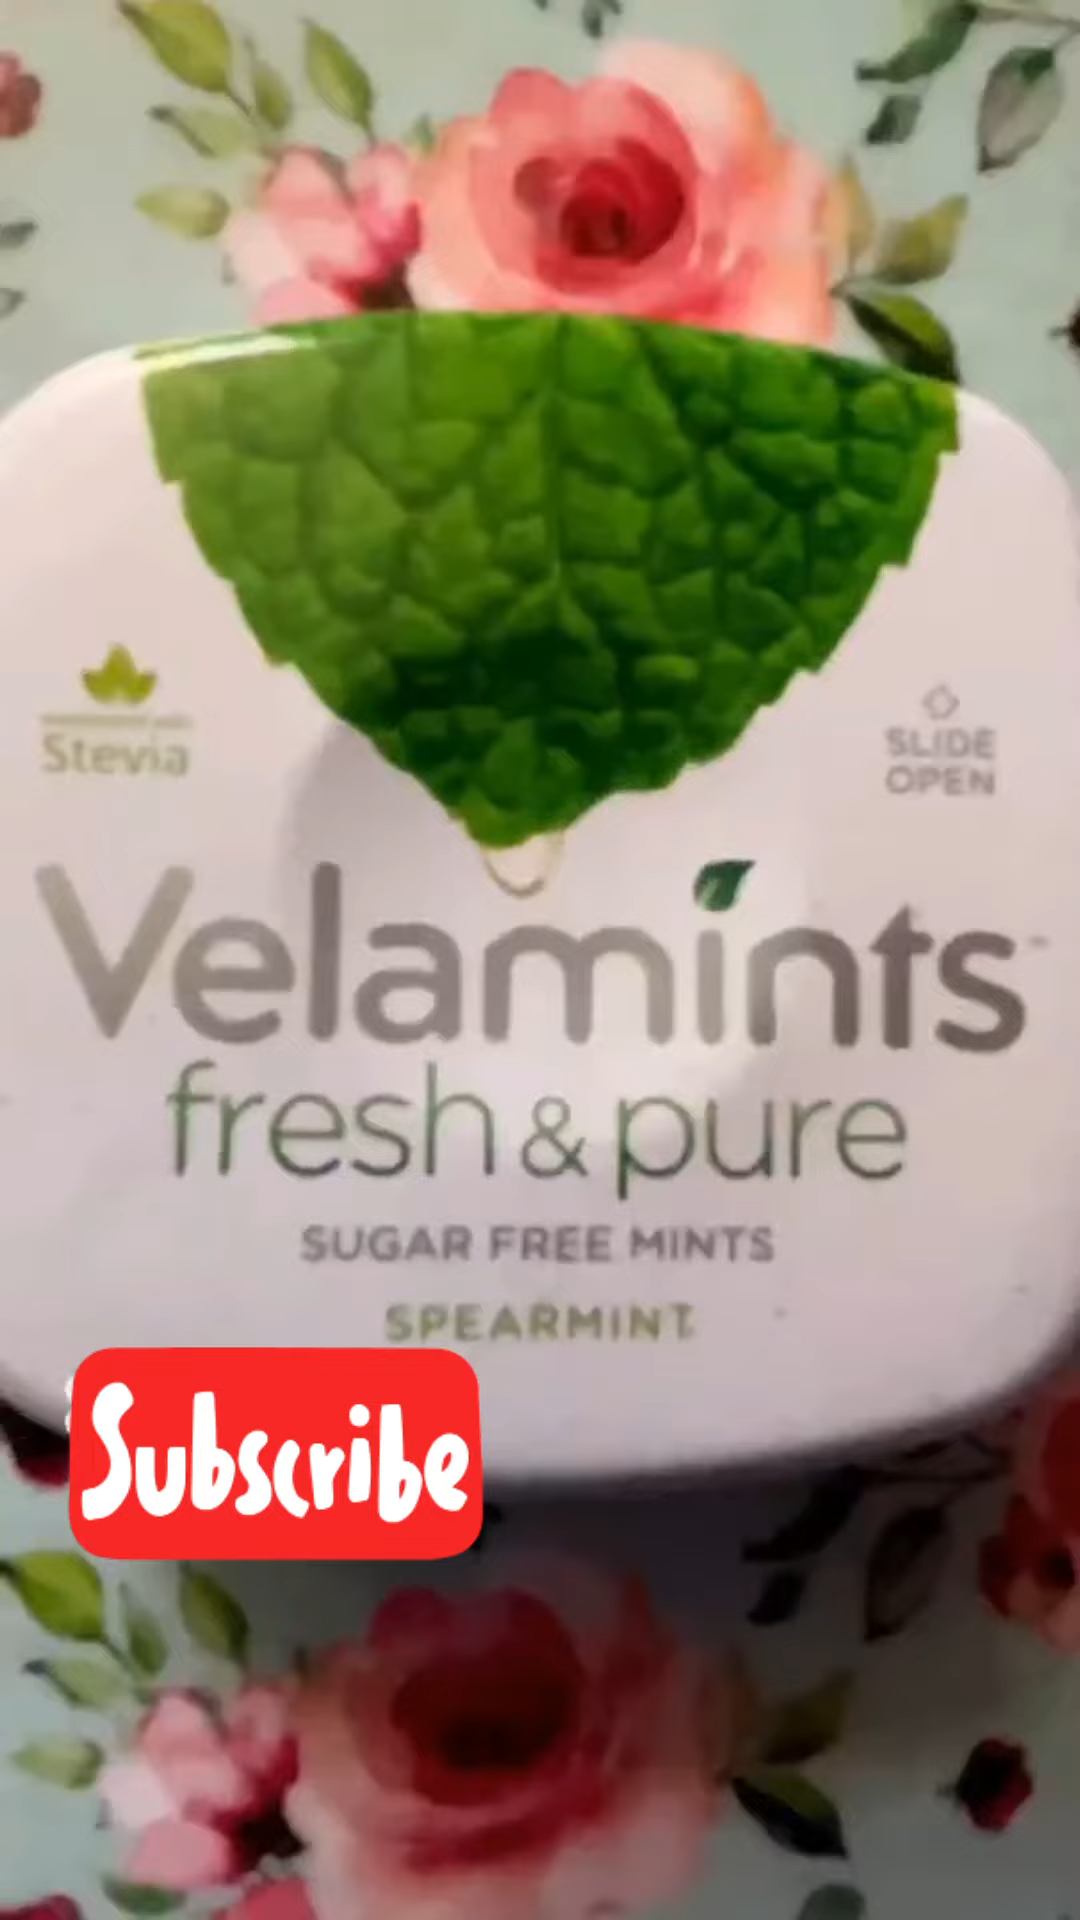 Stevia
SLIDE
OPEN
Velamints
fresh & pure
SUGAR FREE MINTS
SPEARMINT
Subscribe